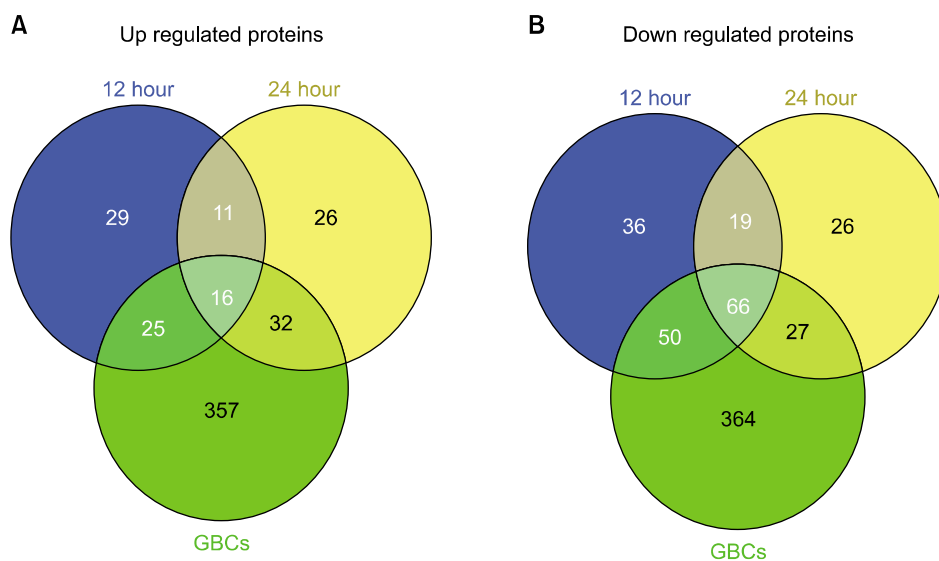 A
Up regulated proteins
12 hour
24 hour
29
11
26
16
25
32
357
GBCs
B
Down regulated proteins
12 hour
24 hour
36
19
26
66
50
27
364
GBCs